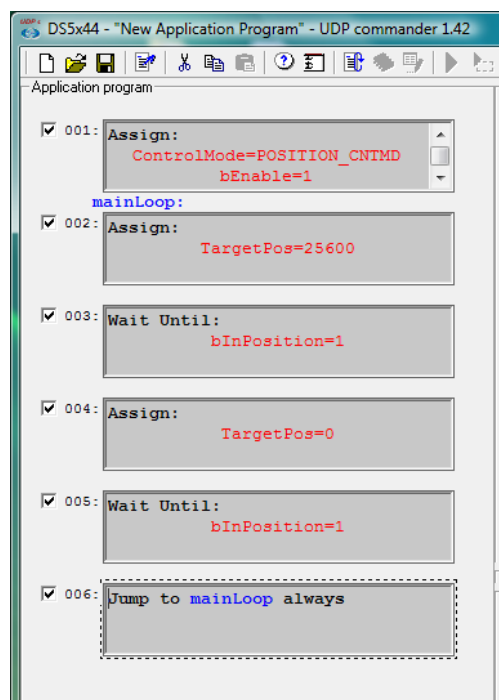 DS5x44 - "New Application Program" - UDP commander 1.42
Application program
001: Assign:
ControlMode=POSITION_CNTMD
bEnable=1
mainLoop:
002: Assign:
TargetPos=25600
003: Wait Until:
bInPosition=1
004: Assign:
TargetPos=0
005: Wait Until:
bInPosition=1
006: Jump to mainLoop always